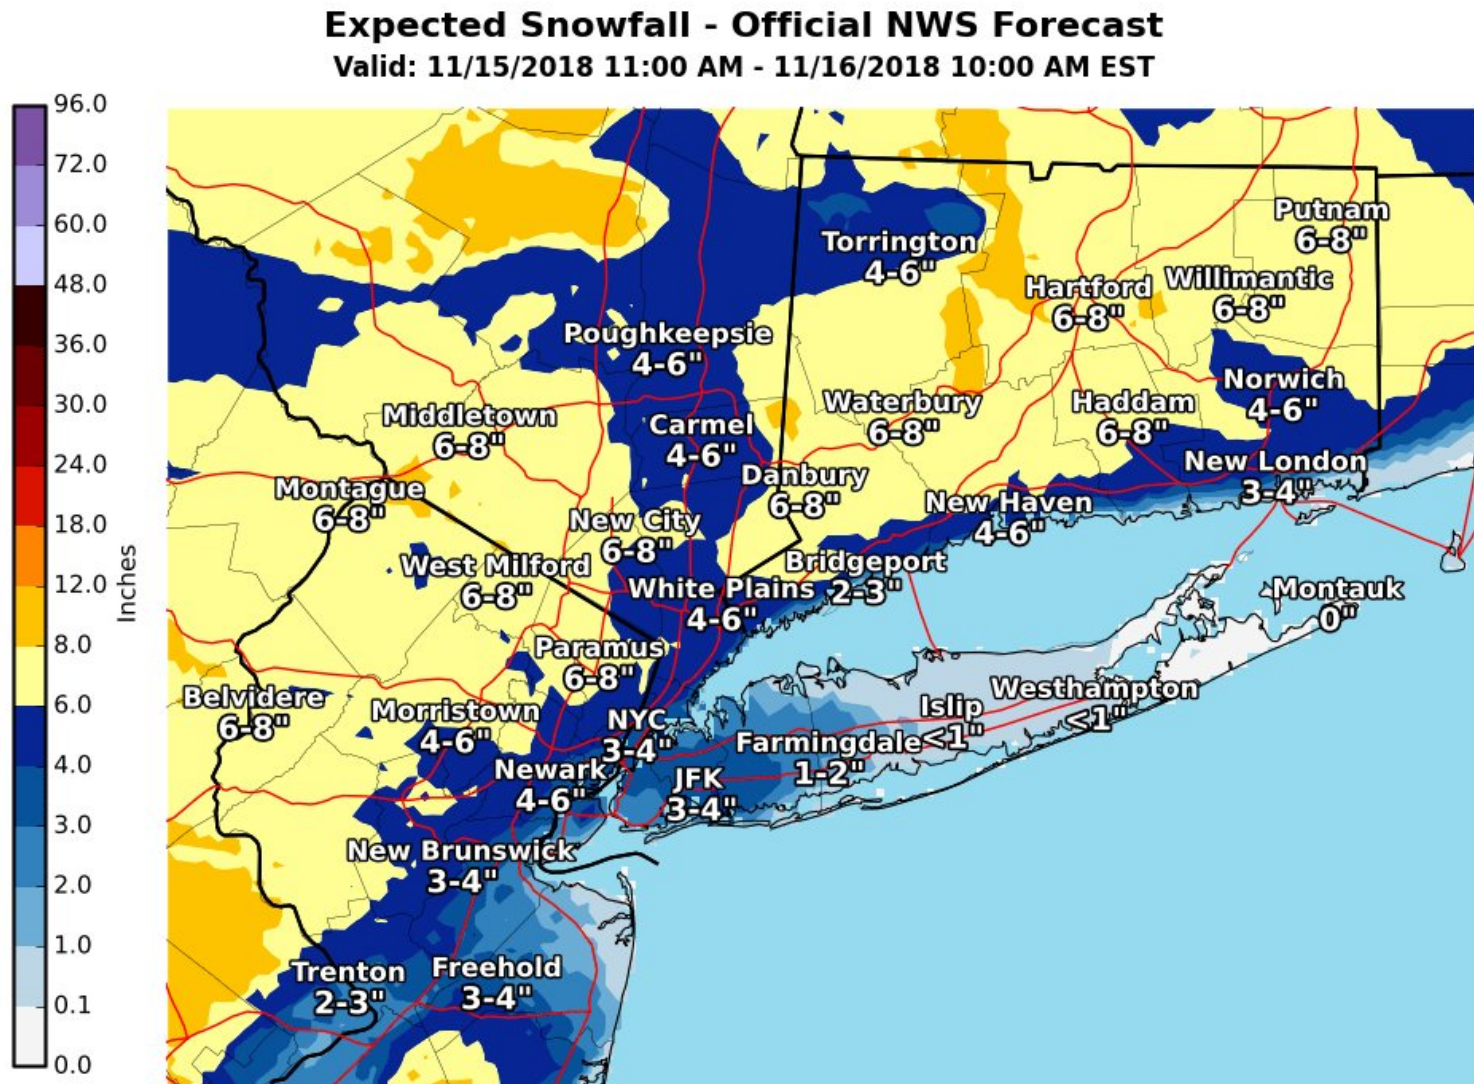 Expected Snowfall - Official NWS Forecast
Valid: 11/15/2018 11:00 AM - 11/16/2018 10:00 AM EST
96.0
72.0
60.0
48.0
36.0
30.0
24.0
18.0
12.0
8.0
6.0
4.0
3.0
2.0
1.0
0.1
0.0
Inches
Putnam
6-8"
Torrington
4-6"
Hartford
6-8"
Willimantic
6-8"
Poughkeepsie
4-6"
Norwich
4-6"
Middletown
6-8"
Carmel
4-6"
Waterbury
6-8"
Haddam
6-8"
New London
3-4"
Montague
6-8"
Danbury
6-8"
New Haven
4-6"
New City
6-8"
West Milford
6-8"
White Plains
4-6"
Bridgeport
2-3"
Montauk
0"
Paramus
6-8"
Belvidere
6-8"
Morristown
4-6"
NYC
3-4"
Islip
<1"
Westhampton
<1"
Farmingdale
1-2"
Newark
4-6"
JFK
3-4"
New Brunswick
3-4"
Trenton
2-3"
Freehold
3-4"